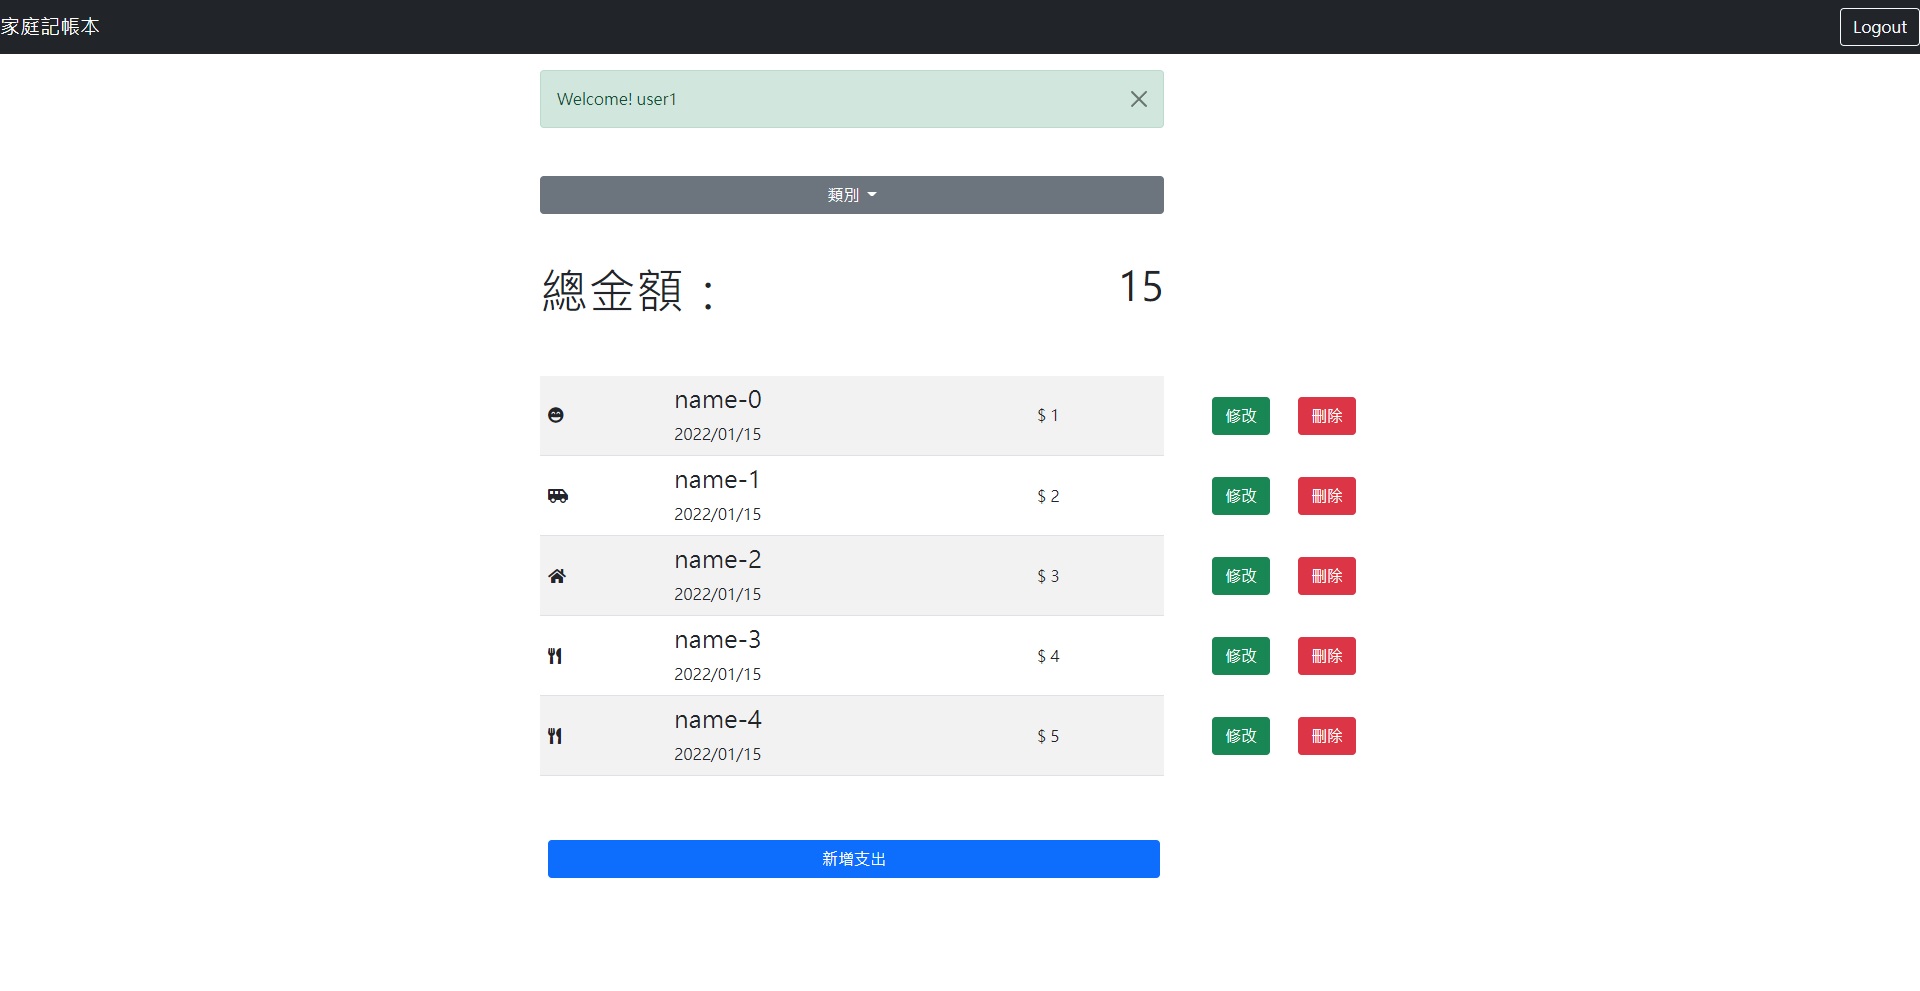 家庭記帳本 Logout
Welcome! user1
類別
總金額： 15
name-0
2022/01/15
$ 1
修改 刪除
name-1
2022/01/15
$ 2
修改 刪除
name-2
2022/01/15
$ 3
修改 刪除
name-3
2022/01/15
$ 4
修改 刪除
name-4
2022/01/15
$ 5
修改 刪除
新增支出